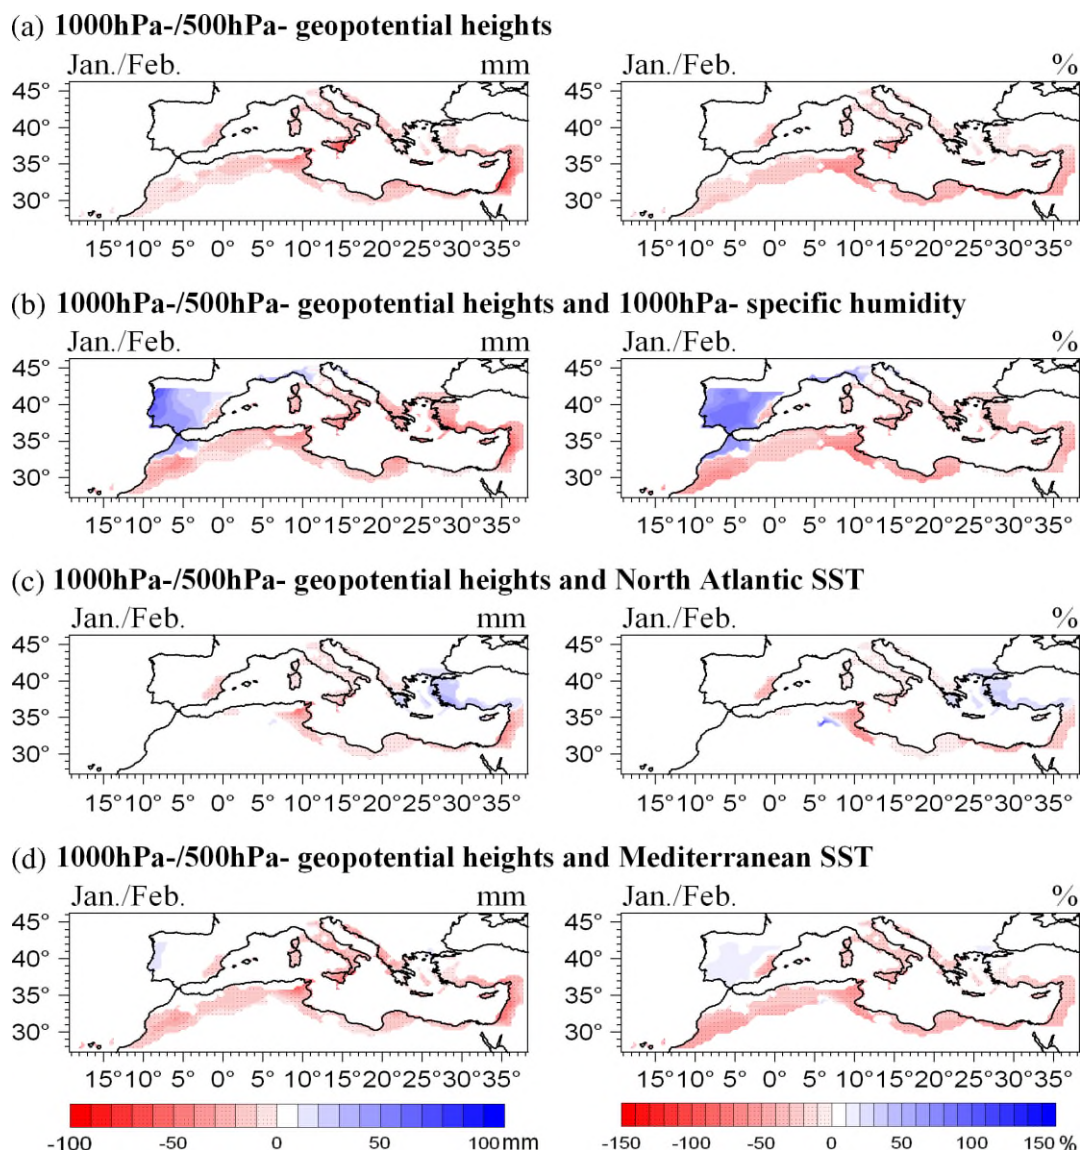 (a) 1000hPa-/500hPa- geopotential heights
Jan./Feb. mm Jan./Feb. %
45° 45°
40° 40°
35° 35°
30° 30°
15° 10° 5° 0° 5° 10° 15° 20° 25° 30° 35° 15° 10° 5° 0° 5° 10° 15° 20° 25° 30° 35°
(b) 1000hPa-/500hPa- geopotential heights and 1000hPa- specific humidity
Jan./Feb. mm Jan./Feb. %
45° 45°
40° 40°
35° 35°
30° 30°
15° 10° 5° 0° 5° 10° 15° 20° 25° 30° 35° 15° 10° 5° 0° 5° 10° 15° 20° 25° 30° 35°
(c) 1000hPa-/500hPa- geopotential heights and North Atlantic SST
Jan./Feb. mm Jan./Feb. %
45° 45°
40° 40°
35° 35°
30° 30°
15° 10° 5° 0° 5° 10° 15° 20° 25° 30° 35° 15° 10° 5° 0° 5° 10° 15° 20° 25° 30° 35°
(d) 1000hPa-/500hPa- geopotential heights and Mediterranean SST
Jan./Feb. mm Jan./Feb. %
45° 45°
40° 40°
35° 35°
30° 30°
15° 10° 5° 0° 5° 10° 15° 20° 25° 30° 35° 15° 10° 5° 0° 5° 10° 15° 20° 25° 30° 35°
-100 -50 0 50 100mm -150 -100 -50 0 50 100 150 %